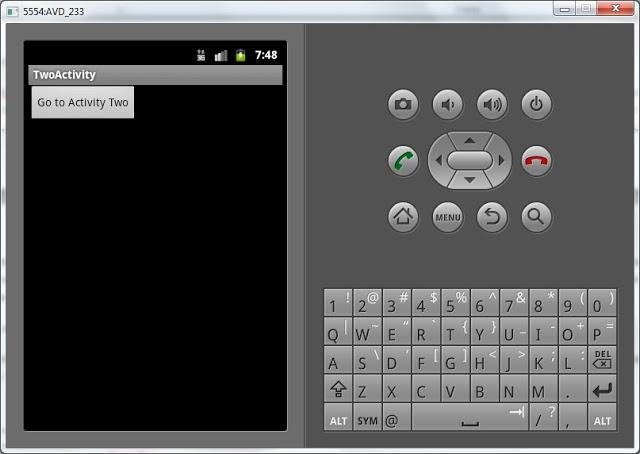 5554:AVD_233
3G 7:48
TwoActivity
Go to Activity Two
MENU
1 ! 2 @ 3 # 4 $ 5 % 6 ^ 7 & 8 * 9 ( 0 )
Q | W ~ E “ R ` T { Y } U _ I - O + P =
A S \ D ‘ F [ G ] H < J > K ; L : DEL
Z X C V B N M .
ALT SYM @ / ? , ALT